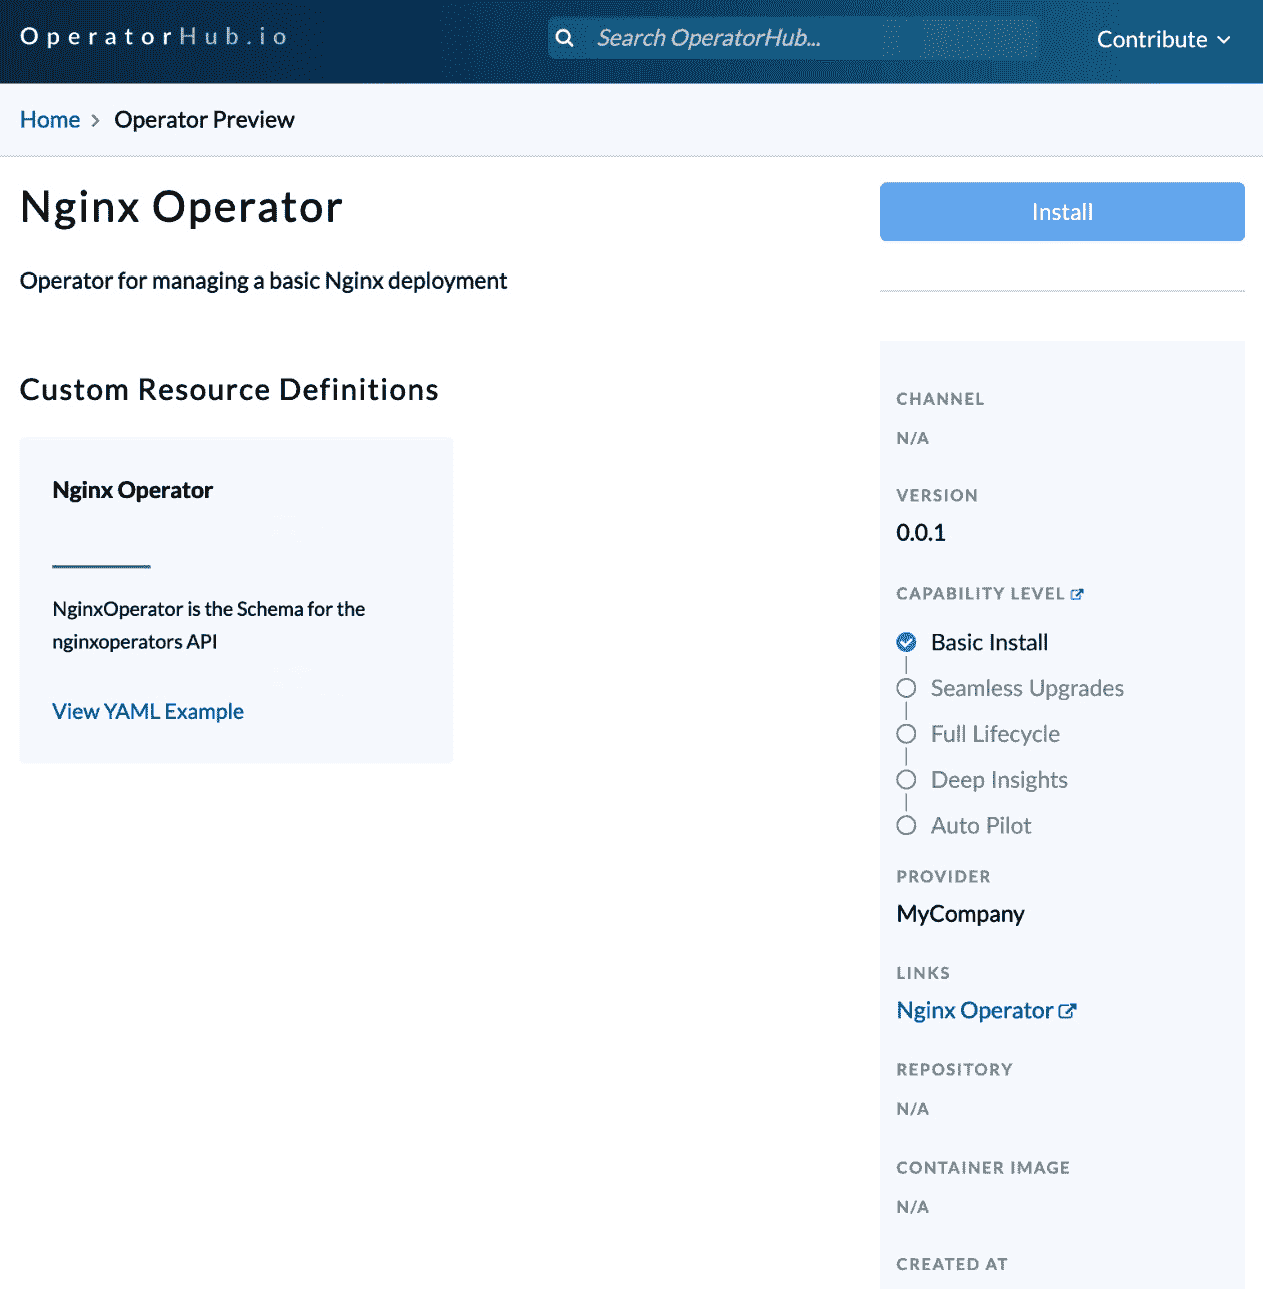 OperatorHub.io
Search OperatorHub...
Contribute
Home > Operator Preview
Nginx Operator
Install
Operator for managing a basic Nginx deployment
Custom Resource Definitions
Nginx Operator
NginxOperator is the Schema for the
nginxoperators API
View YAML Example
CHANNEL
N/A
VERSION
0.0.1
CAPABILITY LEVEL
Basic Install
Seamless Upgrades
Full Lifecycle
Deep Insights
Auto Pilot
PROVIDER
MyCompany
LINKS
Nginx Operator
REPOSITORY
N/A
CONTAINER IMAGE
N/A
CREATED AT